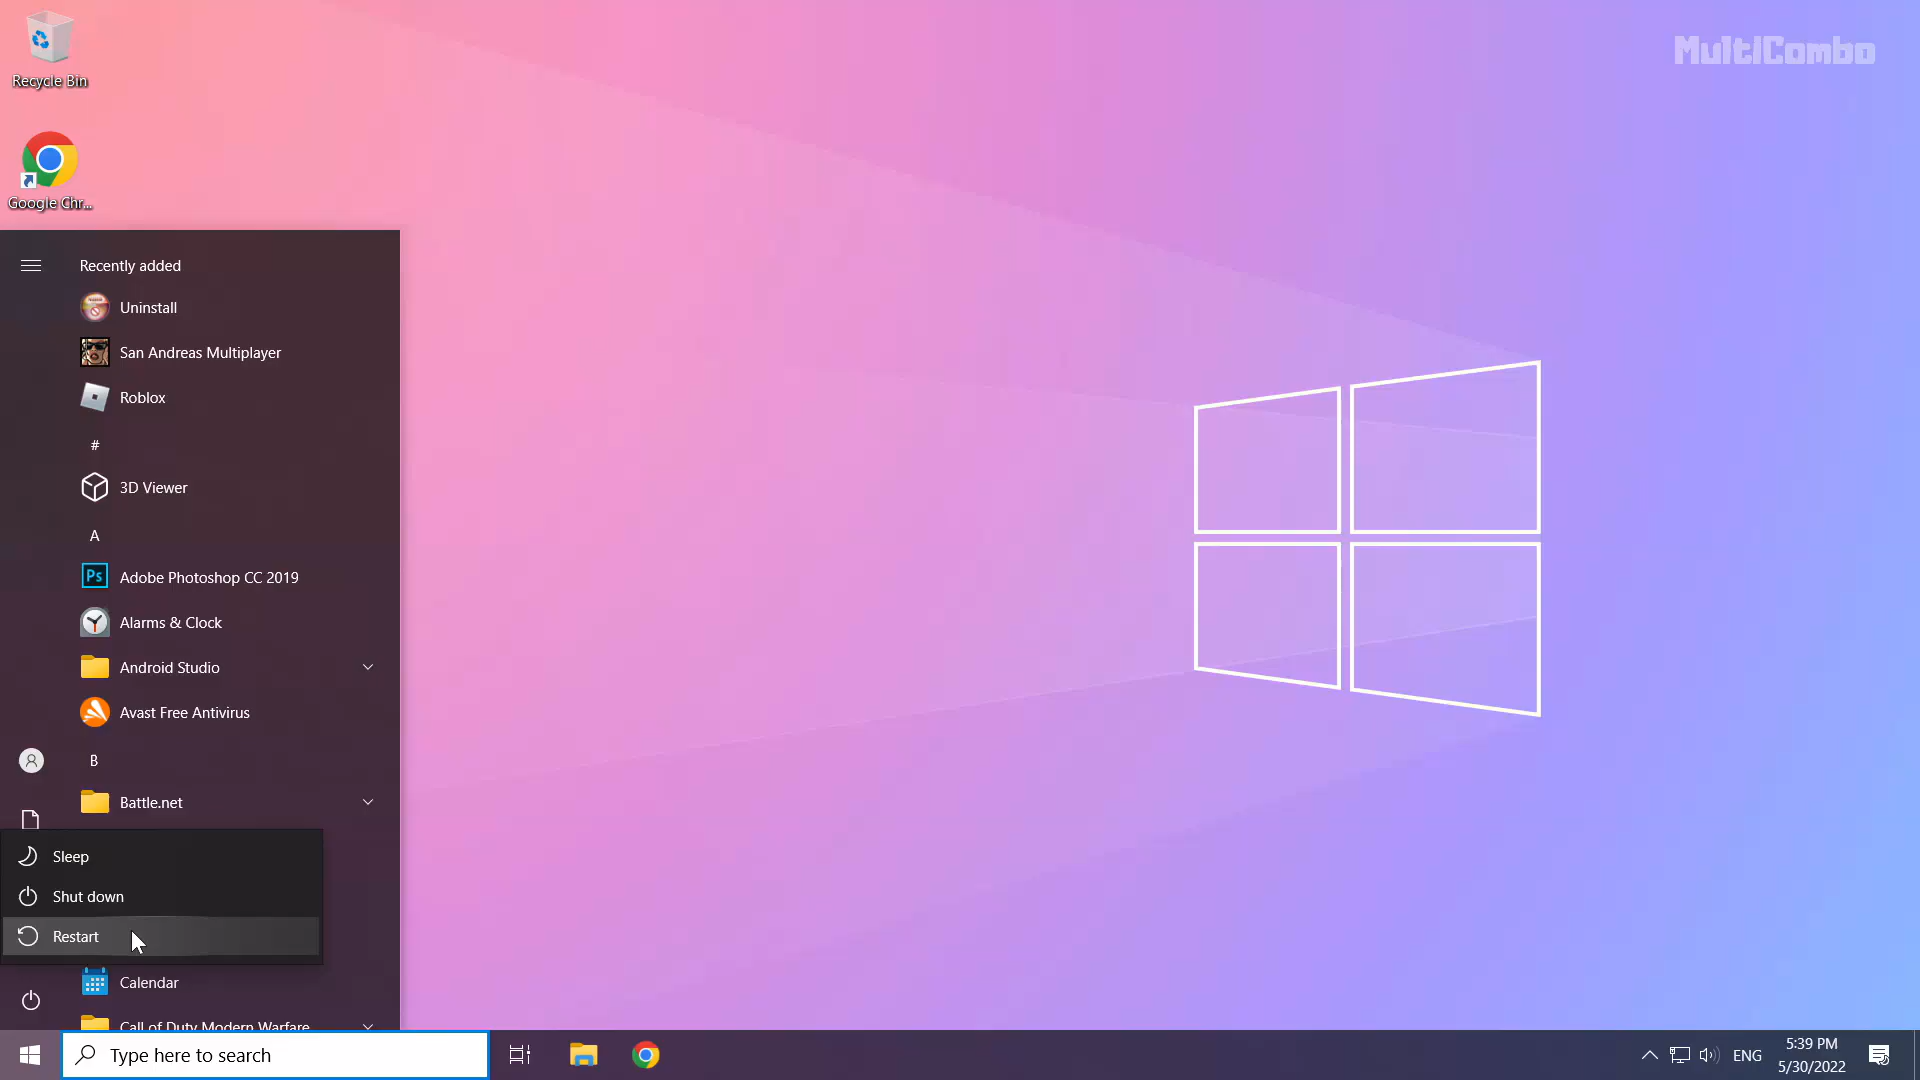 Recycle Bin
Google Chr...
MultiCombo
Recently added
Uninstall
San Andreas Multiplayer
Roblox
#
3D Viewer
A
Ps
Adobe Photoshop CC 2019
Alarms & Clock
Android Studio
Avast Free Antivirus
B
Battle.net
Sleep
Shut down
Restart
Calendar
Call of Duty Modern Warfare
Type here to search
ENG
5:39 PM
5/30/2022